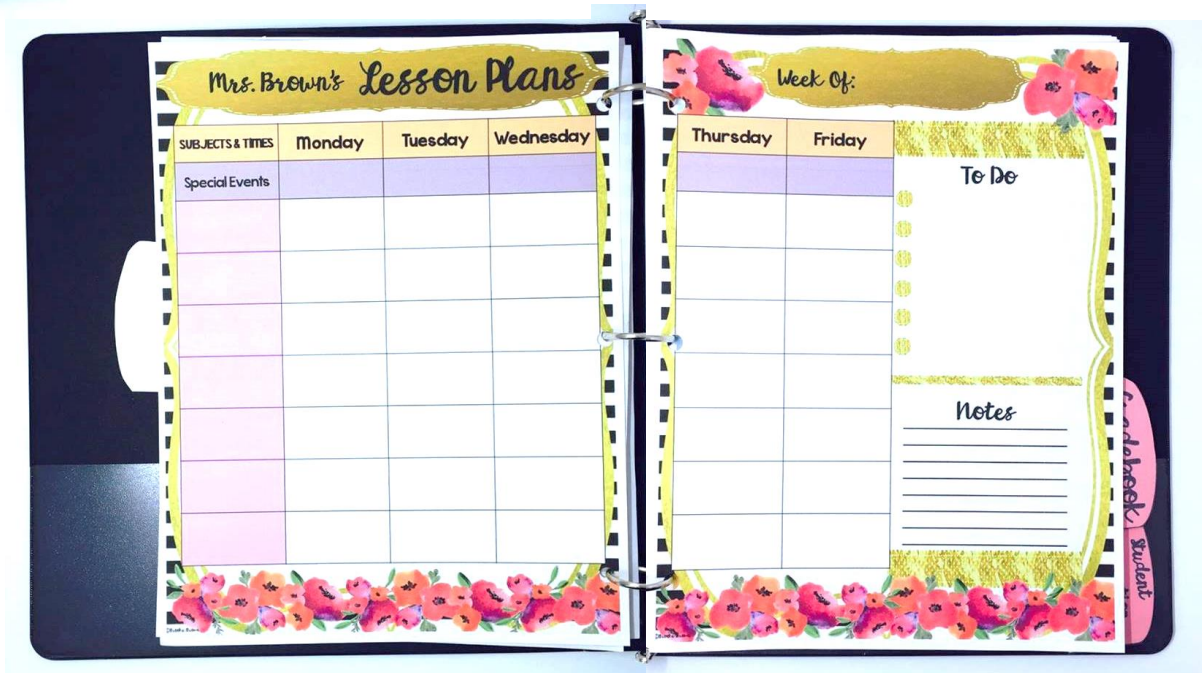 Mrs. Brown's Lesson Plans
SUBJECTS & TIMES Monday Tuesday Wednesday
Special Events
Week Of:
Thursday Friday
To Do
Notes
Gradebook
Student